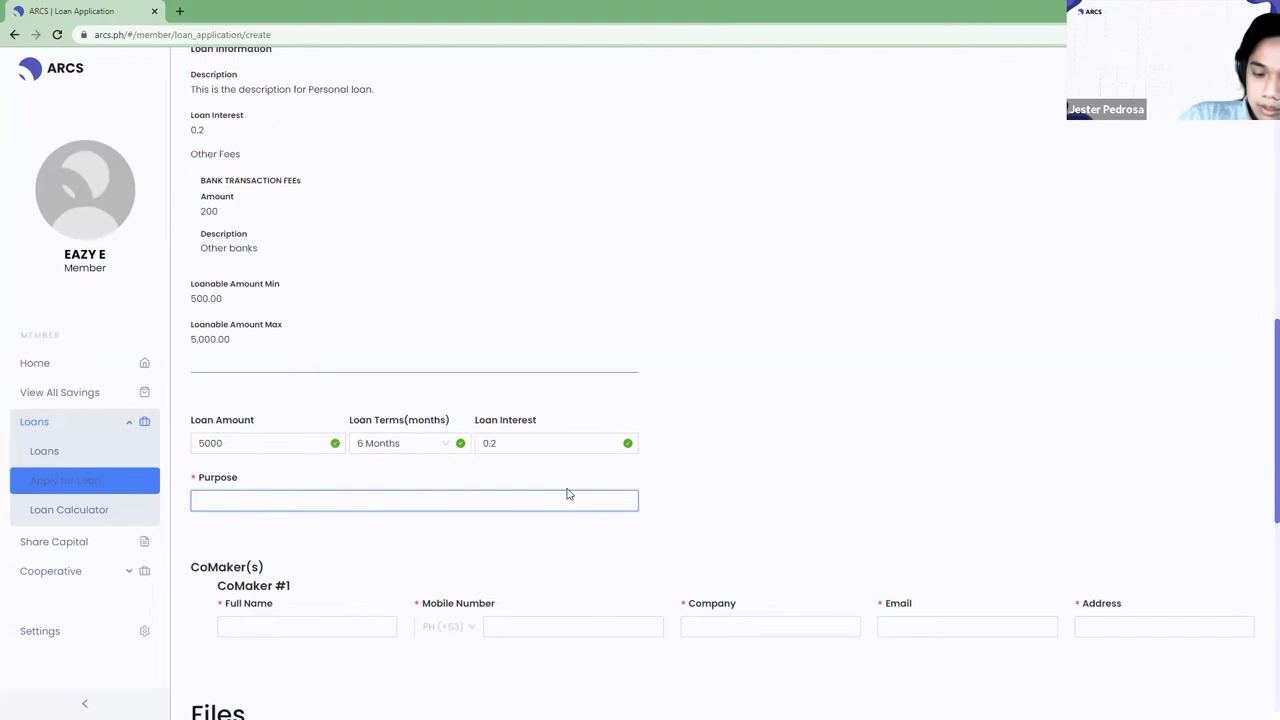 ARCS | Loan Application
arcs.ph/#/member/loan_application/create
ARCS
Jester Pedrosa
ARCS
EAZY E
Member
MEMBER
Home
View All Savings
Loans
Loans
Apply for Loan
Loan Calculator
Share Capital
Cooperative
Settings
Loan Information
Description
This is the description for Personal loan.
Loan Interest
0.2
Other Fees
BANK TRANSACTION FEEs
Amount
200
Description
Other banks
Loanable Amount Min
500.00
Loanable Amount Max
5,000.00
Loan Amount Loan Terms(months) Loan Interest
5000 6 Months 0.2
* Purpose
CoMaker(s)
CoMaker #1
* Full Name * Mobile Number * Company * Email * Address
PH (+63)
Files